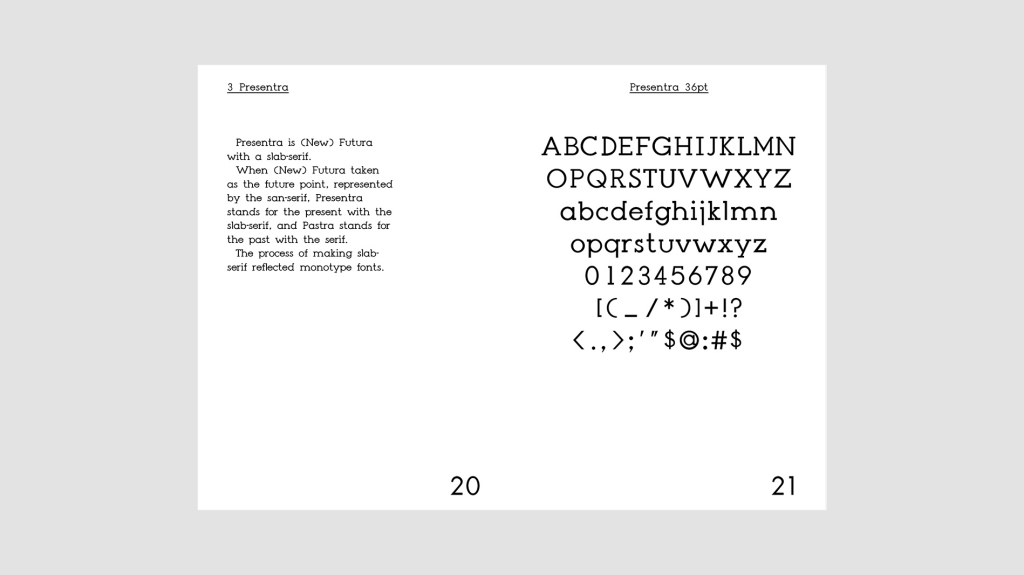 3 Presentra
Presentra is (New) Futura
with a slab-serif.
When (New) Futura taken
as the future point, represented
by the san-serif, Presentra
stands for the present with the
slab-serif, and Pastra stands for
the past with the serif.
The process of making slab-
serif reflected monotype fonts.
20
Presentra 36pt
ABCDEFGHIJKLMN
OPQRSTUVWXYZ
abcdefghijklmn
opqrstuvwxyz
0123456789
[(_/*)]+!?
<.,>;'"$@:#$
21